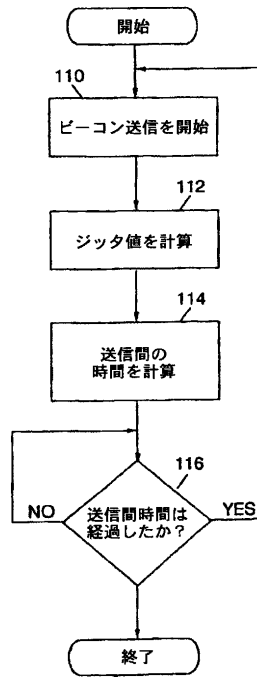 開始
110
ビーコン送信を開始
112
ジッタ値を計算
114
送信間の
時間を計算
116
送信間時間は
経過したか?
NO
YES
終了